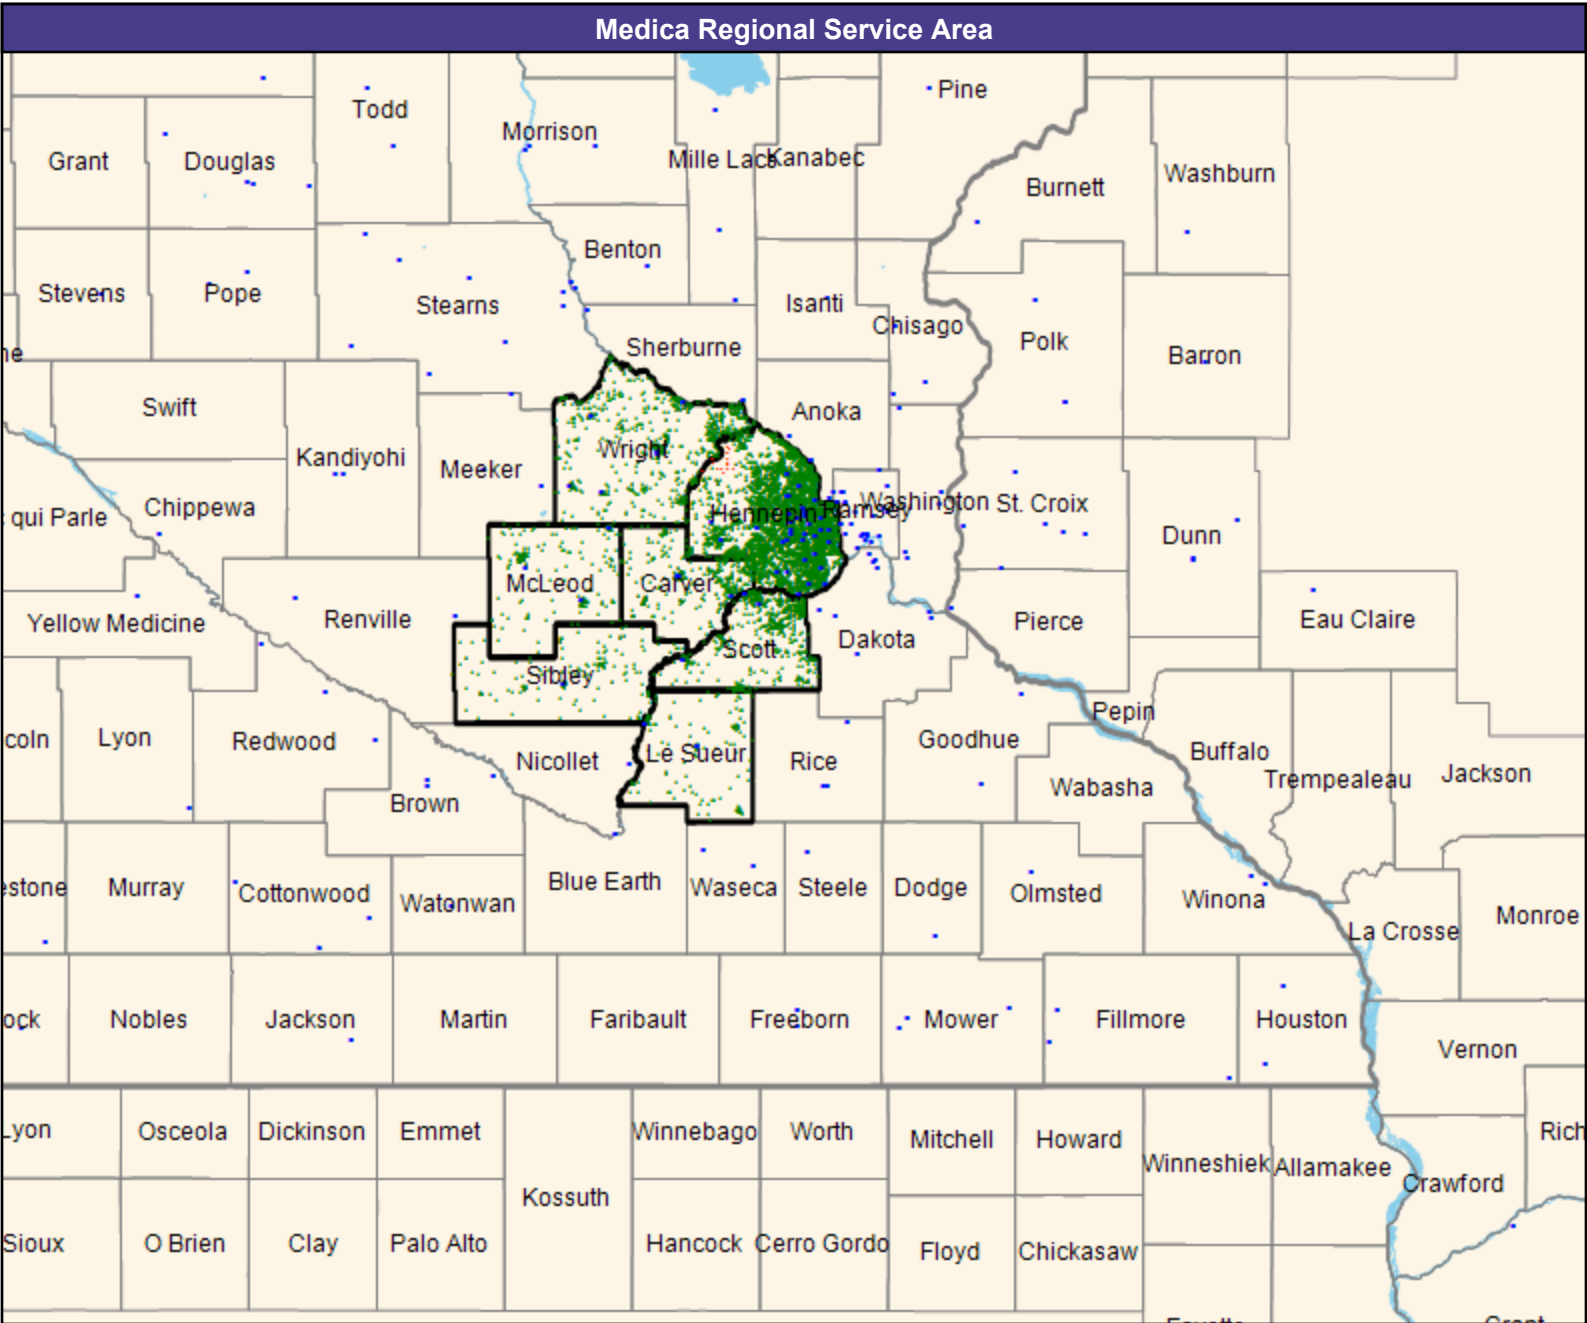 Medica Regional Service Area
Pine
Todd
Morrison
Grant
Douglas
Mille Lacs
Kanabec
Washburn
Burnett
Benton
Stevens
Pope
Stearns
Isanti
Chisago
Sherburne
Polk
Barron
ne
Swift
Anoka
Wright
Kandiyohi
Meeker
Washington
St. Croix
Chippewa
Hennepin
Ramsey
qui Parle
Dunn
McLeod
Carver
Renville
Yellow Medicine
Pierce
Eau Claire
Dakota
Scott
Sibley
Pepin
coln
Lyon
Redwood
Goodhue
Buffalo
Le Sueur
Nicollet
Rice
Trempealeau
Jackson
Wabasha
Brown
Blue Earth
estone
Murray
Cottonwood
Waseca
Steele
Dodge
Olmsted
Winona
Watonwan
Monroe
La Crosse
ock
Nobles
Jackson
Martin
Faribault
Freeborn
Mower
Fillmore
Houston
Vernon
Lyon
Osceola
Dickinson
Emmet
Winnebago
Worth
Mitchell
Howard
Rich
Winneshiek
Allamakee
Crawford
Kossuth
Sioux
O Brien
Clay
Palo Alto
Hancock
Cerro Gordo
Floyd
Chickasaw